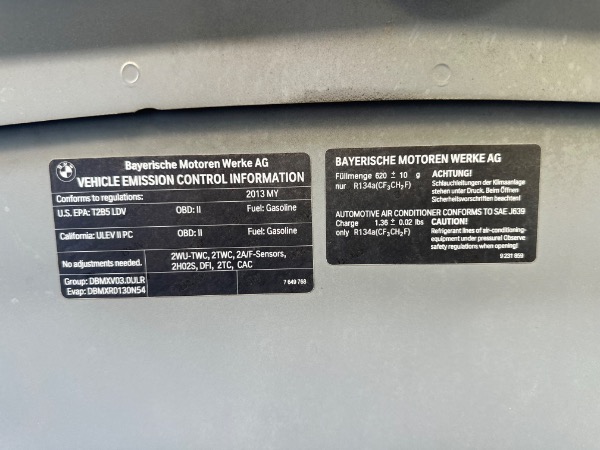 BMW
Bayerische Motoren Werke AG
VEHICLE EMISSION CONTROL INFORMATION
Conforms to regulations: 2013 MY
U.S. EPA: T2B5 LDV OBD: II Fuel: Gasoline
California: ULEV II PC OBD: II Fuel: Gasoline
No adjustments needed. 2WU-TWC, 2TWC, 2A/F-Sensors,
2HO2S, DFI, 2TC, CAC
Group: DBMXV03.0ULR
Evap: DBMXR0130N54
7 649 768
BAYERISCHE MOTOREN WERKE AG
Füllmenge 620 ± 10 g
nur R134a(CF₃CH₂F)
ACHTUNG!
Schlauchleitungen der Klimaanlage
stehen unter Druck. Beim Öffnen
Sicherheitsvorschriften beachten!
AUTOMOTIVE AIR CONDITIONER CONFORMS TO SAE J639
Charge 1.36 ± 0.02 lbs
only R134a(CF₃CH₂F)
CAUTION!
Refrigerant lines of air-conditioning-
equipment under pressure! Observe
safety regulations when opening!
9 231 859